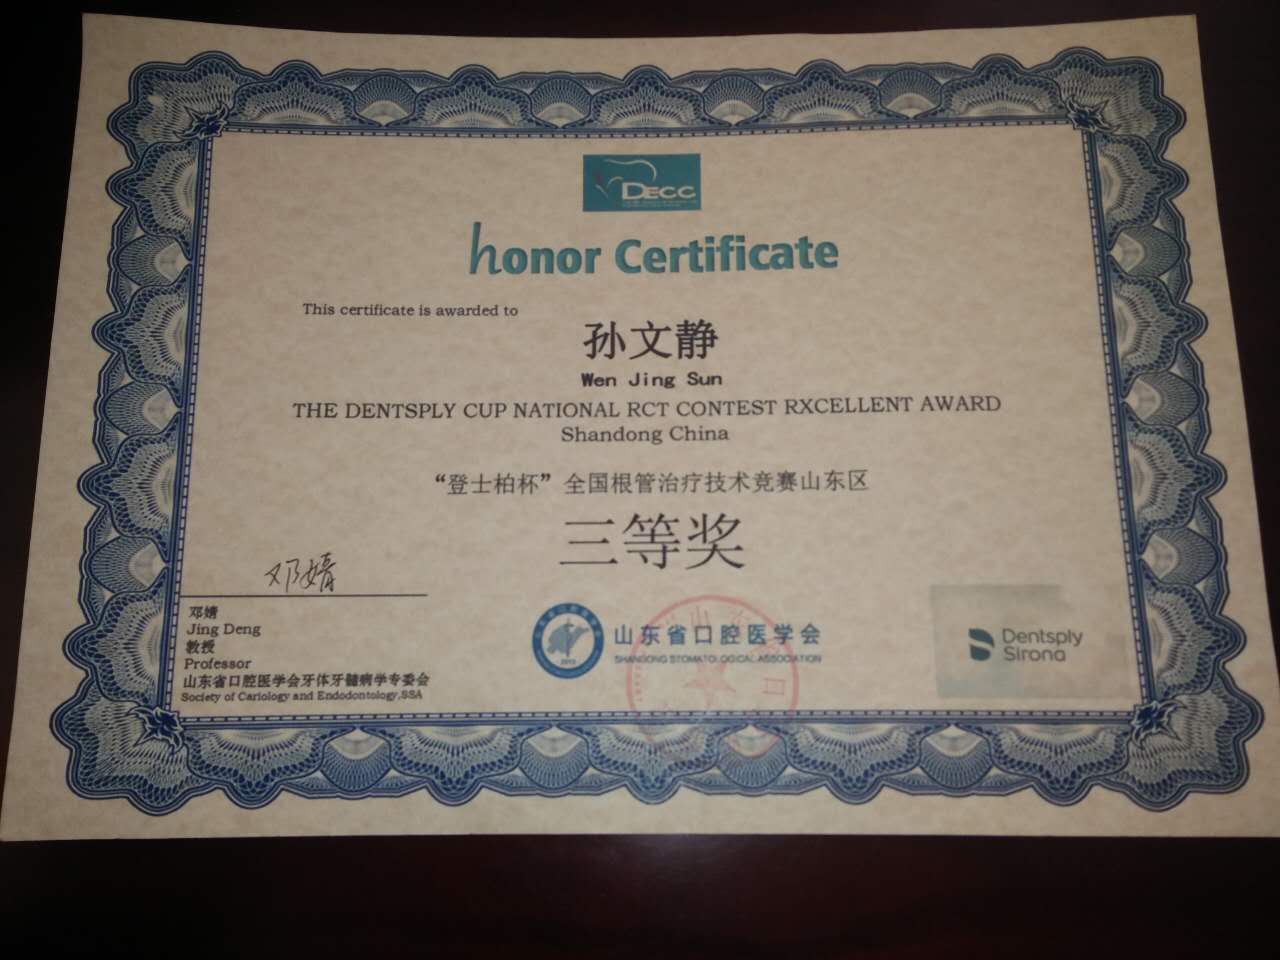 DECC
honor Certificate
This certificate is awarded to
孙文静
Wen Jing Sun
THE DENTSPLY CUP NATIONAL RCT CONTEST RXCELLENT AWARD
Shandong China
“登士柏杯”全国根管治疗技术竞赛山东区
三等奖
邓婧
邓婧
Jing Deng
教授
Professor
山东省口腔医学会牙体牙髓病学专委会
Society of Cariology and Endodontology,SSA
山东省口腔医学会
SHANDONG STOMATOLOGICAL ASSOCIATION
Dentsply
Sirona